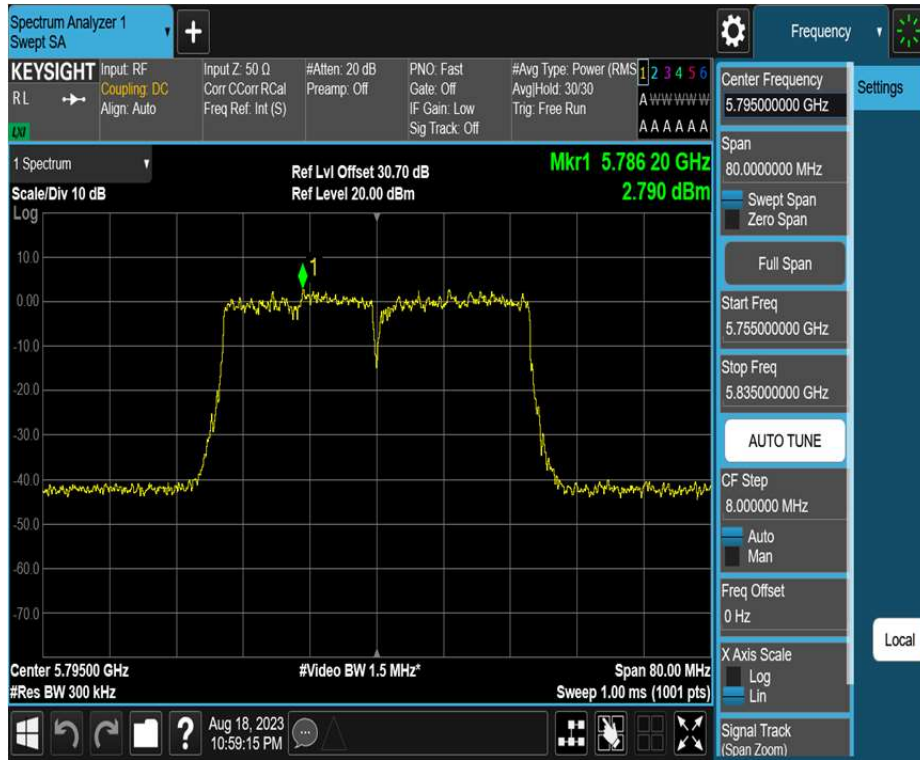 Spectrum Analyzer 1
Swept SA
+
Frequency
KEYSIGHT
R L
LXI
Input: RF
Coupling: DC
Align: Auto
Input Z: 50 Ω
Corr CCorr RCal
Freq Ref: Int (S)
#Atten: 20 dB
Preamp: Off
PNO: Fast
Gate: Off
IF Gain: Low
Sig Track: Off
#Avg Type: Power (RMS
Avg|Hold: 30/30
Trig: Free Run
1 2 3 4 5 6
A W W W W W
A A A A A A
1 Spectrum
Scale/Div 10 dB
Log
Ref Lvl Offset 30.70 dB
Ref Level 20.00 dBm
Mkr1 5.786 20 GHz
2.790 dBm
1
10.0
0.00
-10.0
-20.0
-30.0
-40.0
-50.0
-60.0
-70.0
Center 5.79500 GHz
#Res BW 300 kHz
#Video BW 1.5 MHz*
Span 80.00 MHz
Sweep 1.00 ms (1001 pts)
?
Aug 18, 2023
10:59:15 PM
Center Frequency
5.795000000 GHz
Span
80.0000000 MHz
Swept Span
Zero Span
Full Span
Start Freq
5.755000000 GHz
Stop Freq
5.835000000 GHz
AUTO TUNE
CF Step
8.000000 MHz
Auto
Man
Freq Offset
0 Hz
X Axis Scale
Log
Lin
Signal Track
(Span Zoom)
Settings
Local